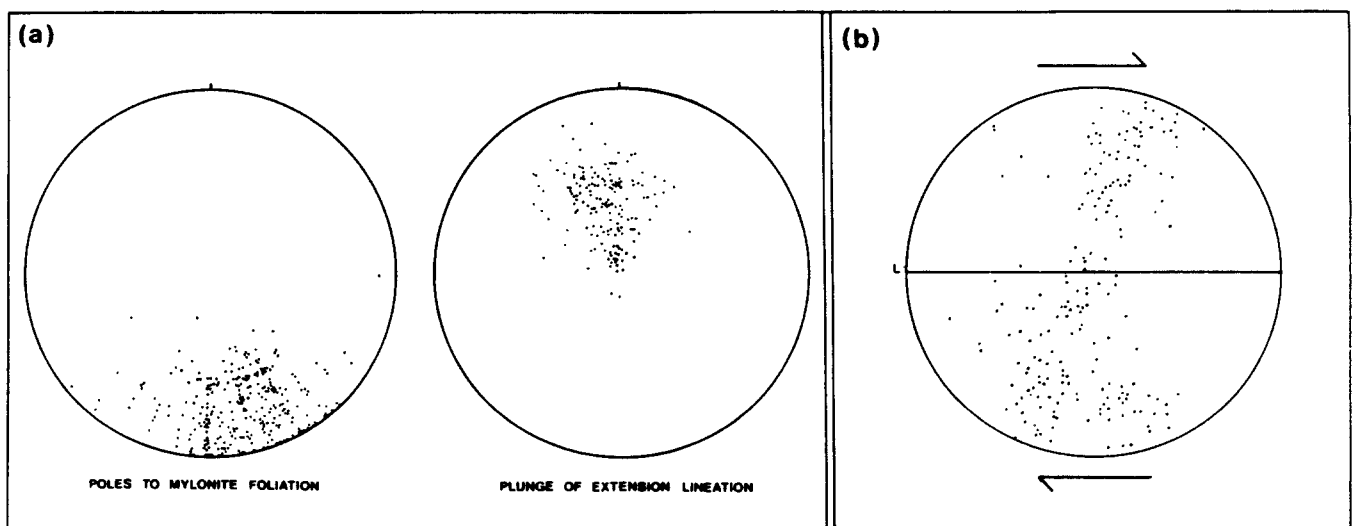 (a)
(b)
L
POLES TO MYLONITE FOLIATION
PLUNGE OF EXTENSION LINEATION